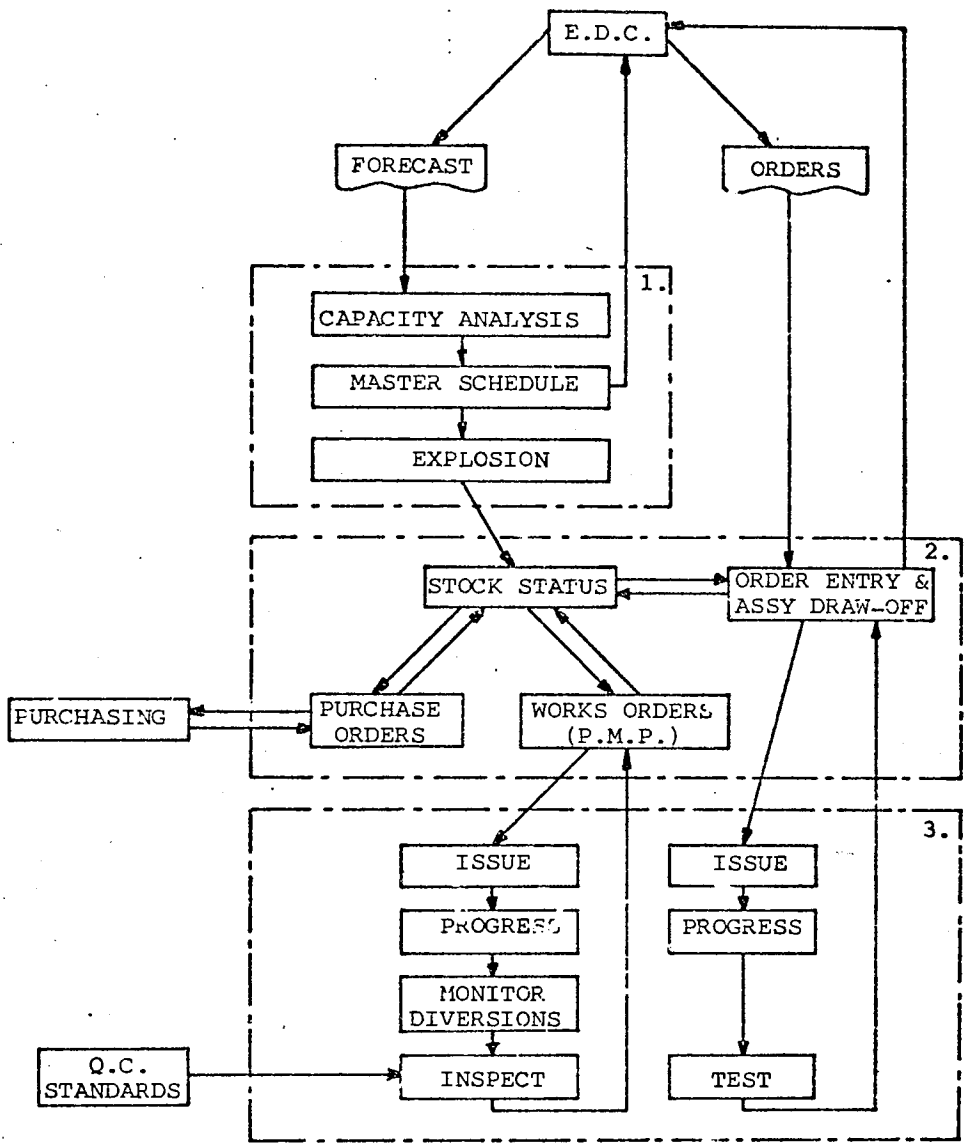 E.D.C.
FORECAST
ORDERS
1.
CAPACITY ANALYSIS
MASTER SCHEDULE
EXPLOSION
2.
STOCK STATUS
ORDER ENTRY &
ASSY DRAW-OFF
PURCHASING
PURCHASE
ORDERS
WORKS ORDERS
(P.M.P.)
3.
ISSUE
ISSUE
PROGRESS
PROGRESS
MONITOR
DIVERSIONS
Q.C.
STANDARDS
INSPECT
TEST